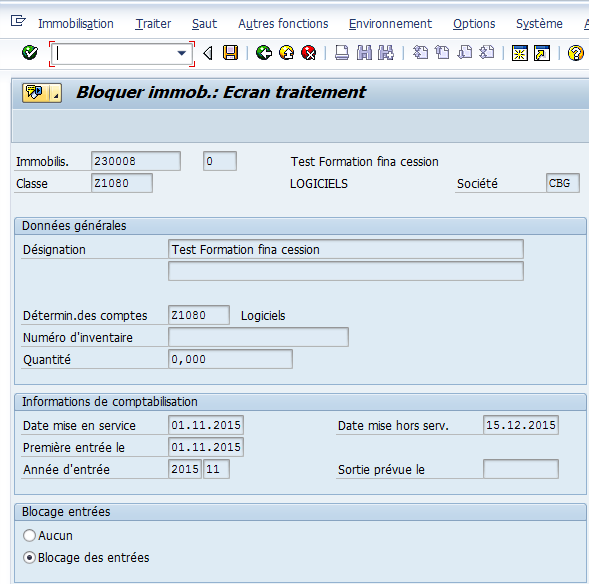 Immobilisation Traiter Saut Autres fonctions Environnement Options Système
Bloquer immob.: Ecran traitement
Immobilis. 230008 0 Test Formation fina cession
Classe Z1080 LOGICIELS Société CBG
Données générales
Désignation Test Formation fina cession
Détermin.des comptes Z1080 Logiciels
Numéro d'inventaire
Quantité 0,000
Informations de comptabilisation
Date mise en service 01.11.2015 Date mise hors serv. 15.12.2015
Première entrée le 01.11.2015
Année d'entrée 2015 11 Sortie prévue le
Blocage entrées
Aucun
Blocage des entrées